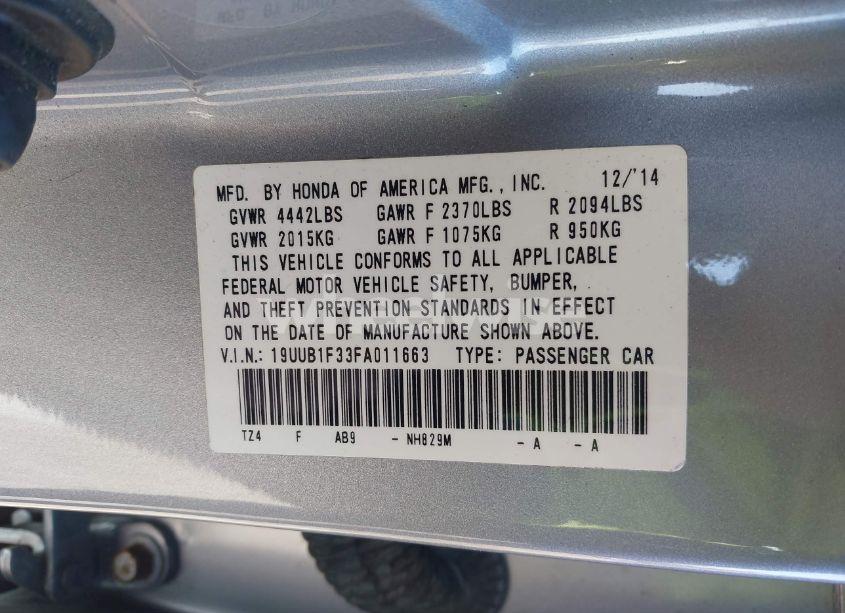 MFD. BY HONDA OF AMERICA MFG., INC. 12/'14
GVWR 4442LBS GAWR F 2370LBS R 2094LBS
GVWR 2015KG GAWR F 1075KG R 950KG
THIS VEHICLE CONFORMS TO ALL APPLICABLE
FEDERAL MOTOR VEHICLE SAFETY, BUMPER,
AND THEFT PREVENTION STANDARDS IN EFFECT
ON THE DATE OF MANUFACTURE SHOWN ABOVE.
V.I.N.: 19UUB1F33FA011663 TYPE: PASSENGER CAR
TZ4 F AB9 - NH829M - A - A